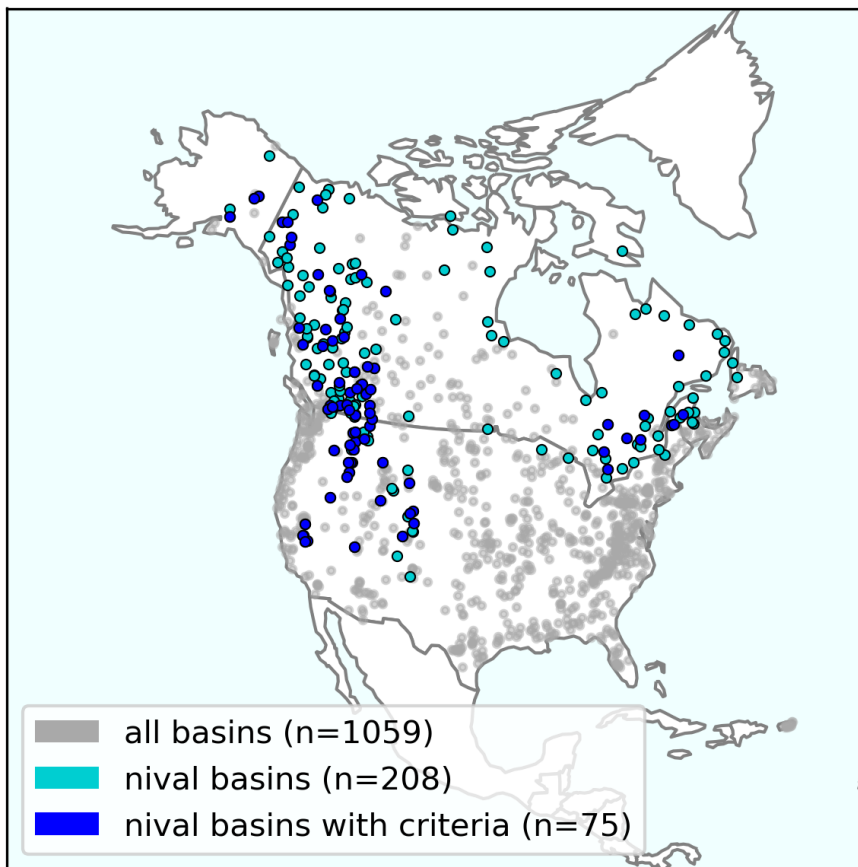 all basins (n=1059)
nival basins (n=208)
nival basins with criteria (n=75)